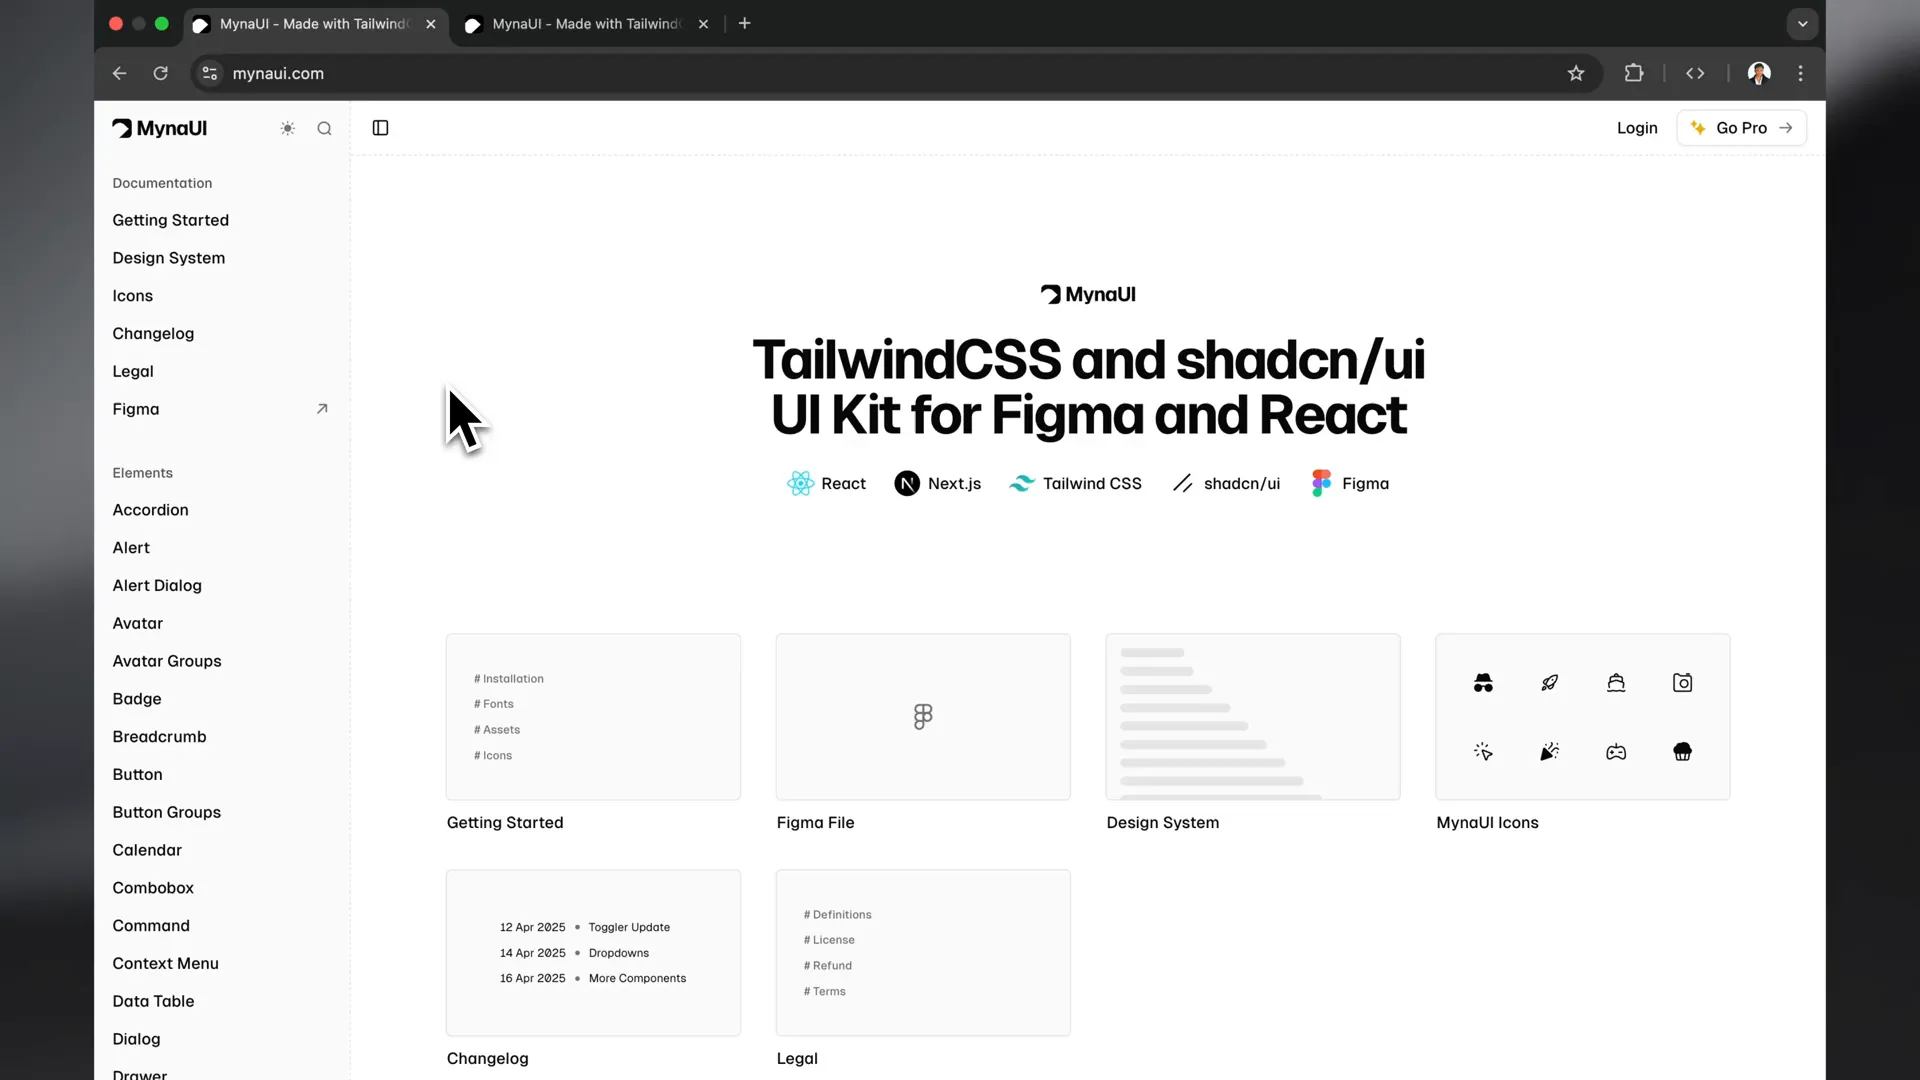 MynaUI - Made with Tailwind
MynaUI - Made with Tailwind
mynaui.com
MynaUI
Login
Go Pro
Documentation
Getting Started
Design System
Icons
Changelog
Legal
Figma
Elements
Accordion
Alert
Alert Dialog
Avatar
Avatar Groups
Badge
Breadcrumb
Button
Button Groups
Calendar
Combobox
Command
Context Menu
Data Table
Dialog
Drawer
MynaUI
TailwindCSS and shadcn/ui
UI Kit for Figma and React
React
Next.js
Tailwind CSS
shadcn/ui
Figma
# Installation
# Fonts
# Assets
# Icons
Getting Started
Figma File
Design System
MynaUI Icons
12 Apr 2025 • Toggler Update
14 Apr 2025 • Dropdowns
16 Apr 2025 • More Components
Changelog
# Definitions
# License
# Refund
# Terms
Legal